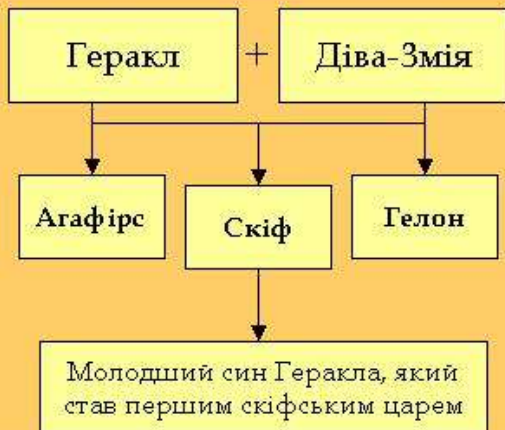 Геракл + Діва-Змія
Агафірс
Скіф
Гелон
Молодший син Геракла, який
став першим скіфським царем